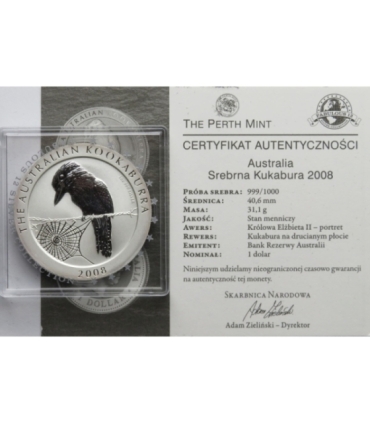 THE AUSTRALIAN KOOKABURRA
2008
DOLLAR
THE PERTH MINT
CERTYFIKAT AUTENTYCZNOŚCI
Australia
Srebrna Kukabura 2008
PRÓBA SREBRA: 999/1000
ŚREDNICA: 40,6 mm
MASA: 31,1 g
JAKOŚĆ: Stan menniczy
AWERS: Królowa Elżbieta II – portret
REWERS: Kukabura na drucianym płocie
EMITENT: Bank Rezerwy Australii
NOMINAŁ: 1 dolar
Niniejszym udzielamy nieograniczonej czasowo gwarancji
na autentyczność tej monety.
SKARBNICA NARODOWA
Adam Zieliński – Dyrektor